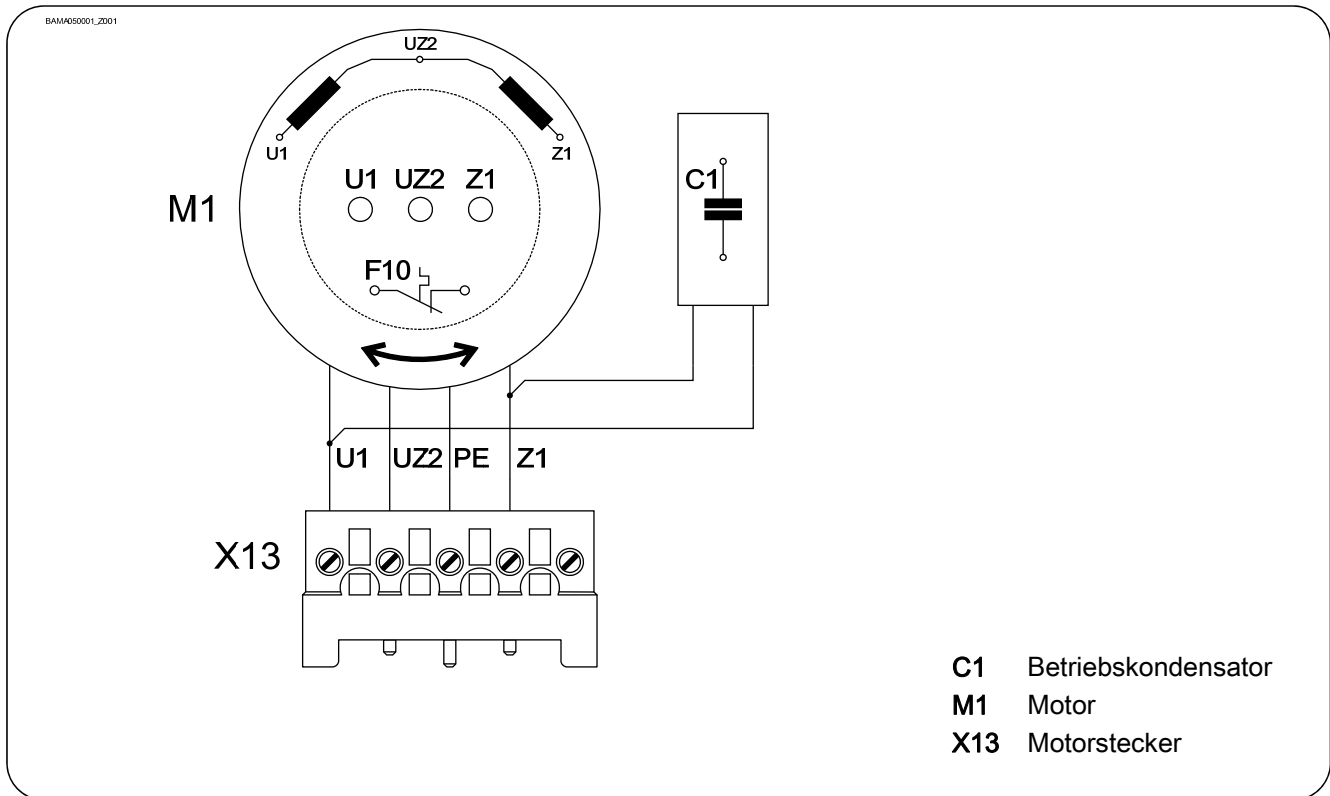 BAMA050001_Z001
UZ2
U1
Z1
U1 UZ2 Z1
C1
M1
F10
U1 UZ2 PE Z1
X13
C1 Betriebskondensator
M1 Motor
X13 Motorstecker